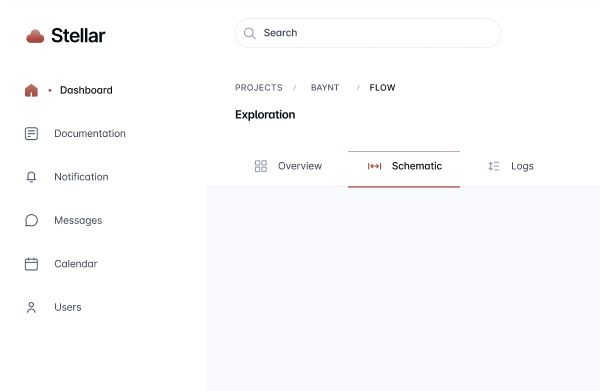 Stellar
Search
Dashboard
Documentation
Notification
Messages
Calendar
Users
PROJECTS / BAYNT / FLOW
Exploration
Overview
Schematic
Logs